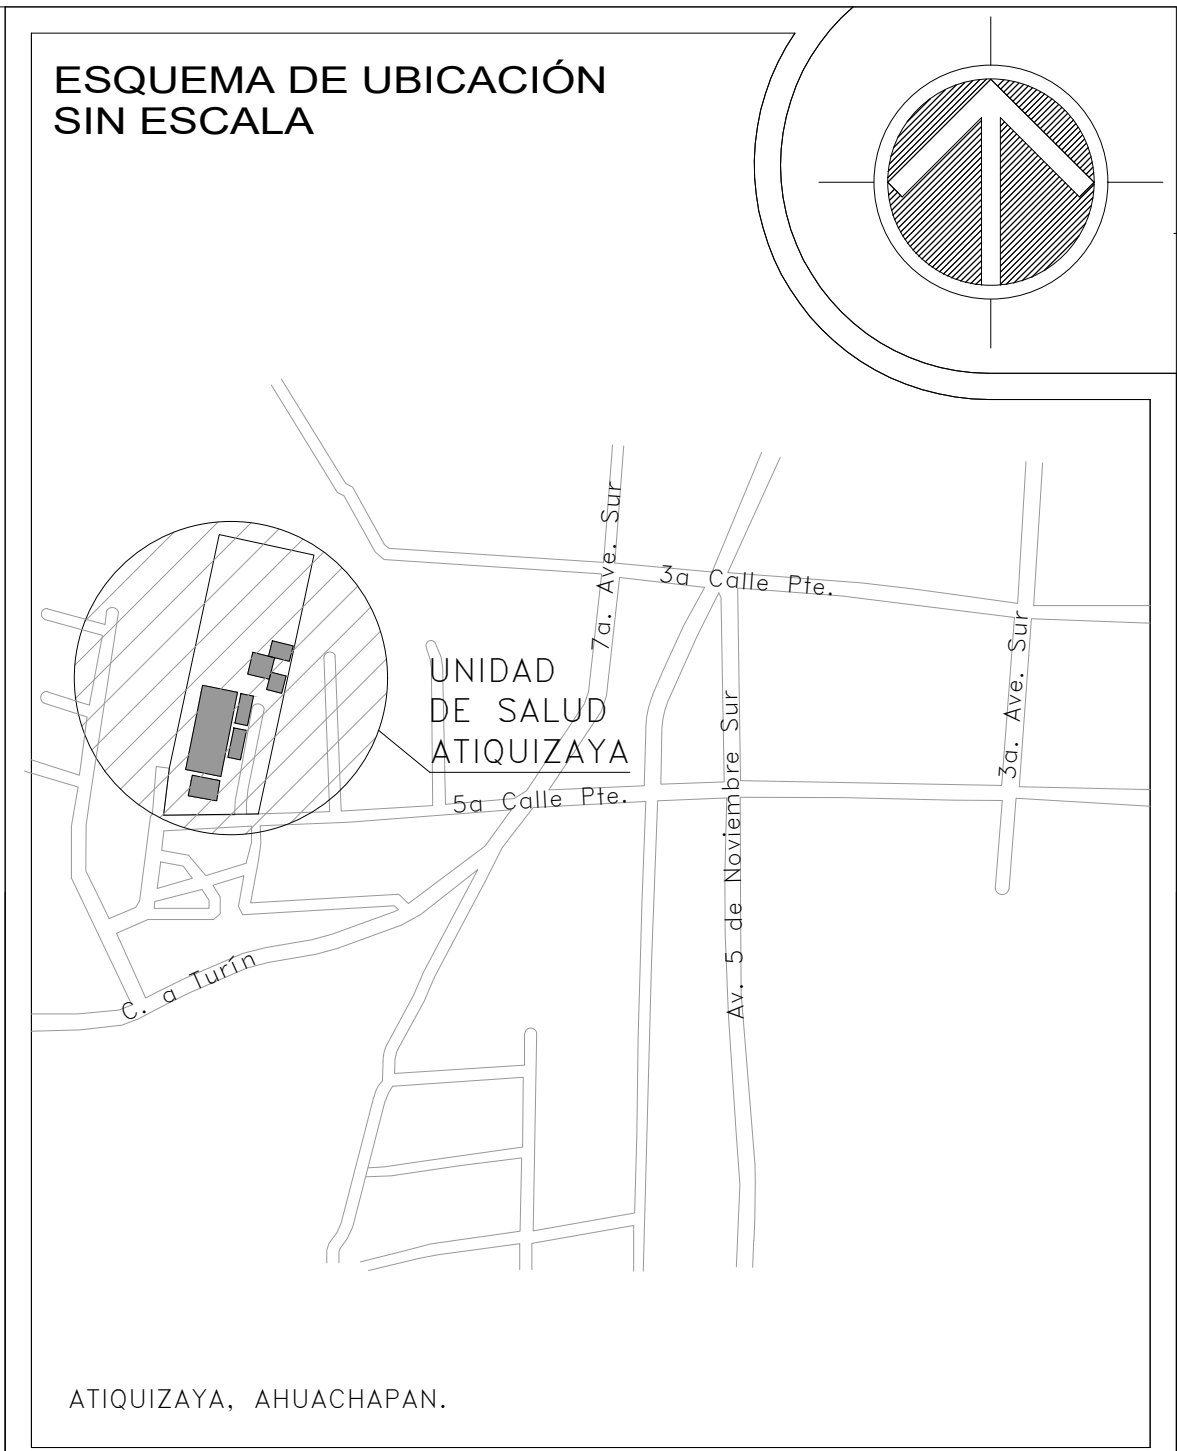 ESQUEMA DE UBICACIÓN
SIN ESCALA
7a. Ave. Sur
3a Calle Pte.
3a. Ave. Sur
UNIDAD
DE SALUD
ATIQUIZAYA
5a Calle Pte.
Av. 5 de Noviembre Sur
C. a Turín
ATIQUIZAYA, AHUACHAPAN.